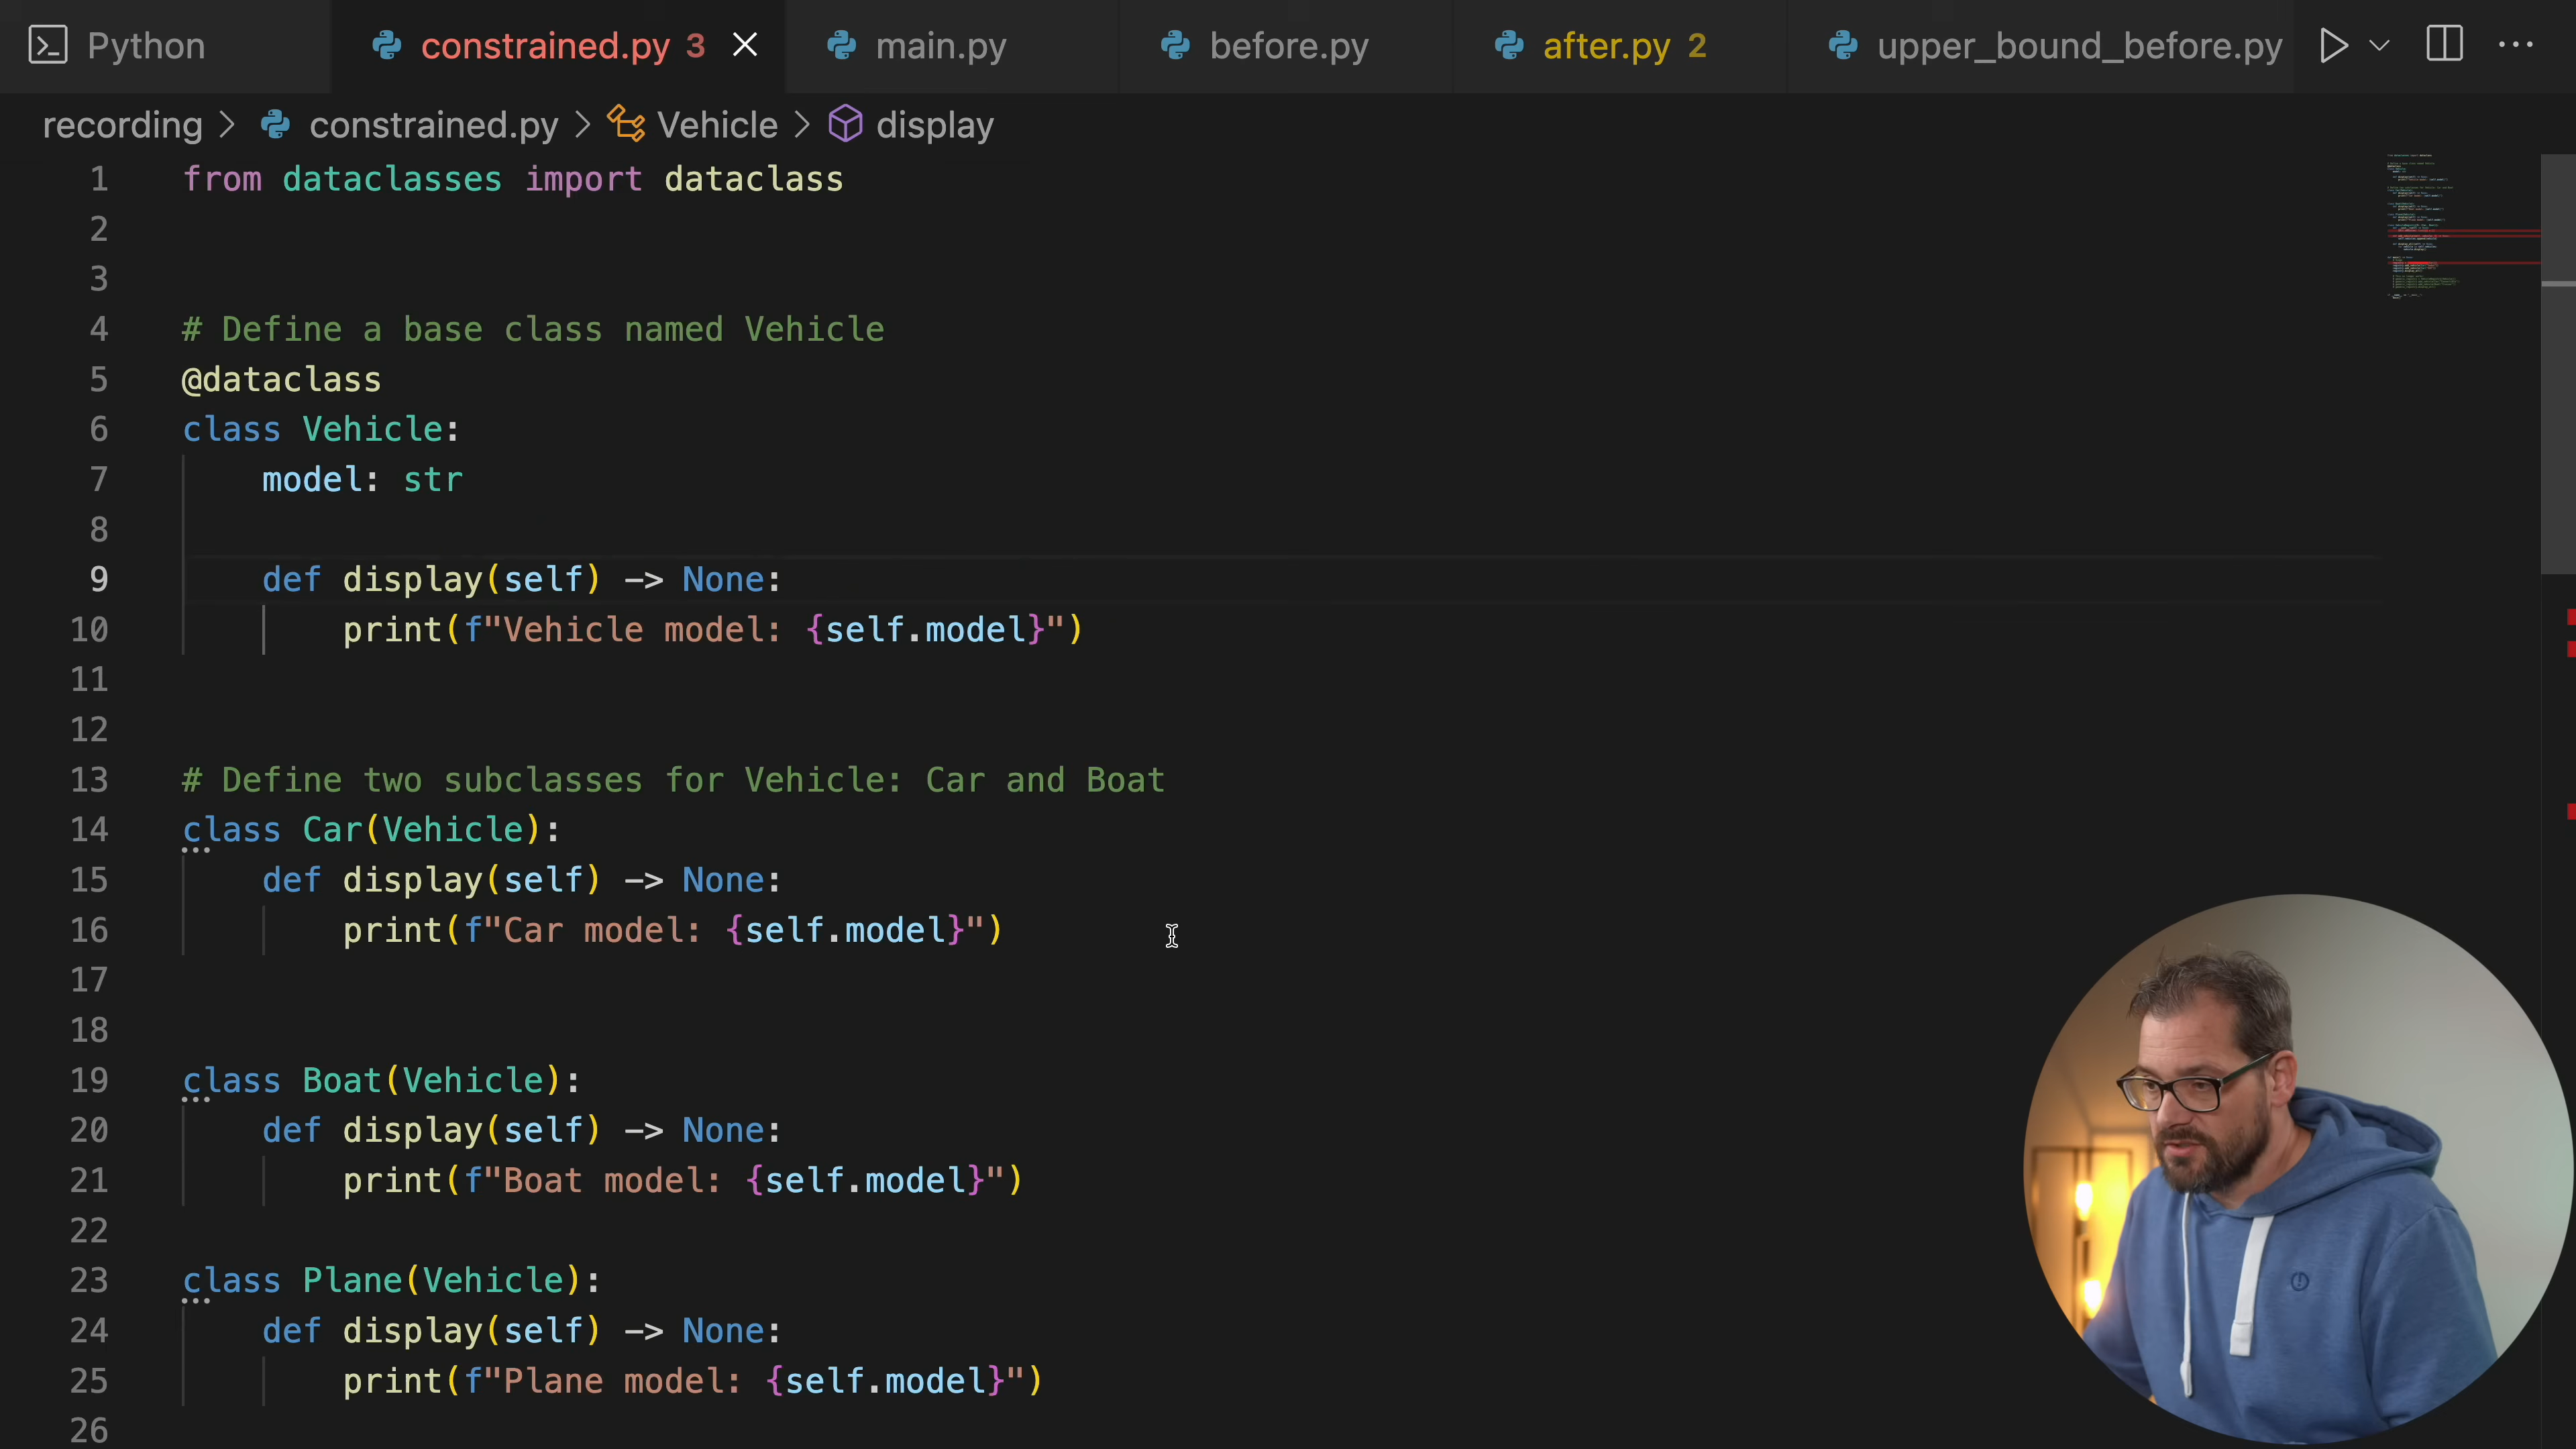 Python constrained.py 3 main.py before.py after.py 2 upper_bound_before.py
recording > constrained.py > Vehicle > display
1 from dataclasses import dataclass
2
3
4 # Define a base class named Vehicle
5 @dataclass
6 class Vehicle:
7 model: str
8
9 def display(self) -> None:
10 print(f"Vehicle model: {self.model}")
11
12
13 # Define two subclasses for Vehicle: Car and Boat
14 class Car(Vehicle):
15 def display(self) -> None:
16 print(f"Car model: {self.model}")
17
18
19 class Boat(Vehicle):
20 def display(self) -> None:
21 print(f"Boat model: {self.model}")
22
23 class Plane(Vehicle):
24 def display(self) -> None:
25 print(f"Plane model: {self.model}")
26